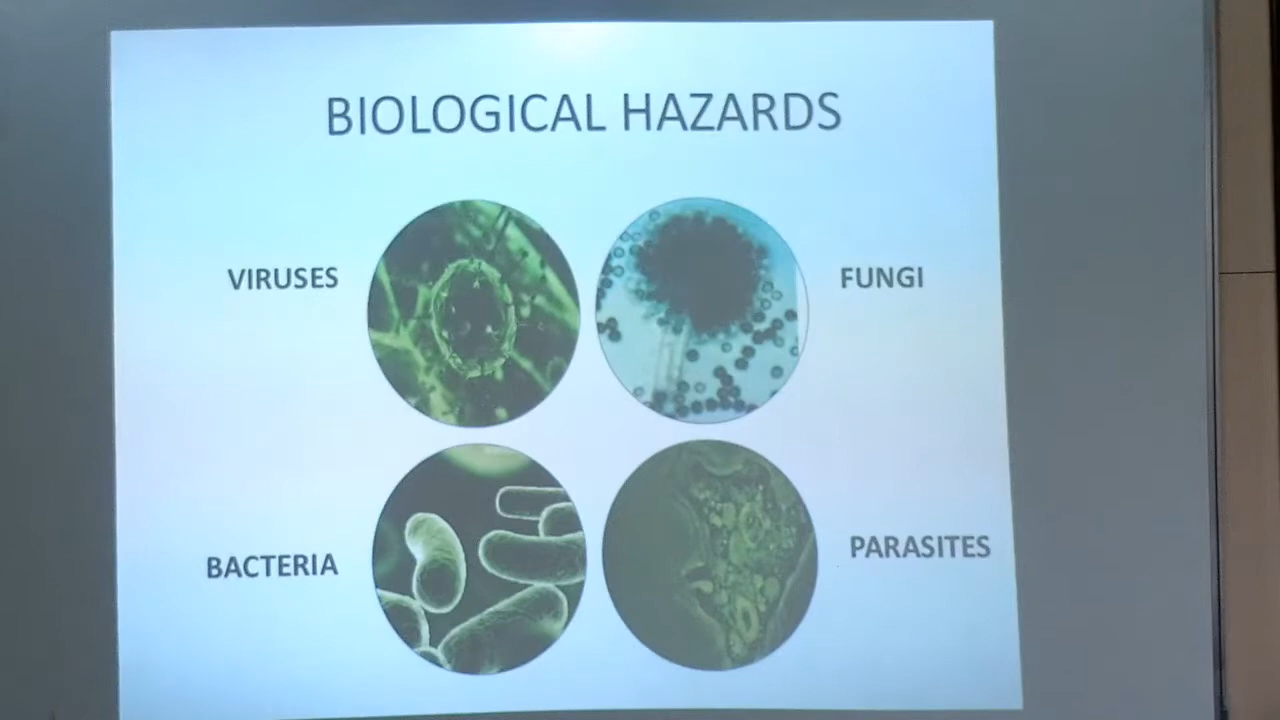 BIOLOGICAL HAZARDS
VIRUSES
FUNGI
BACTERIA
PARASITES